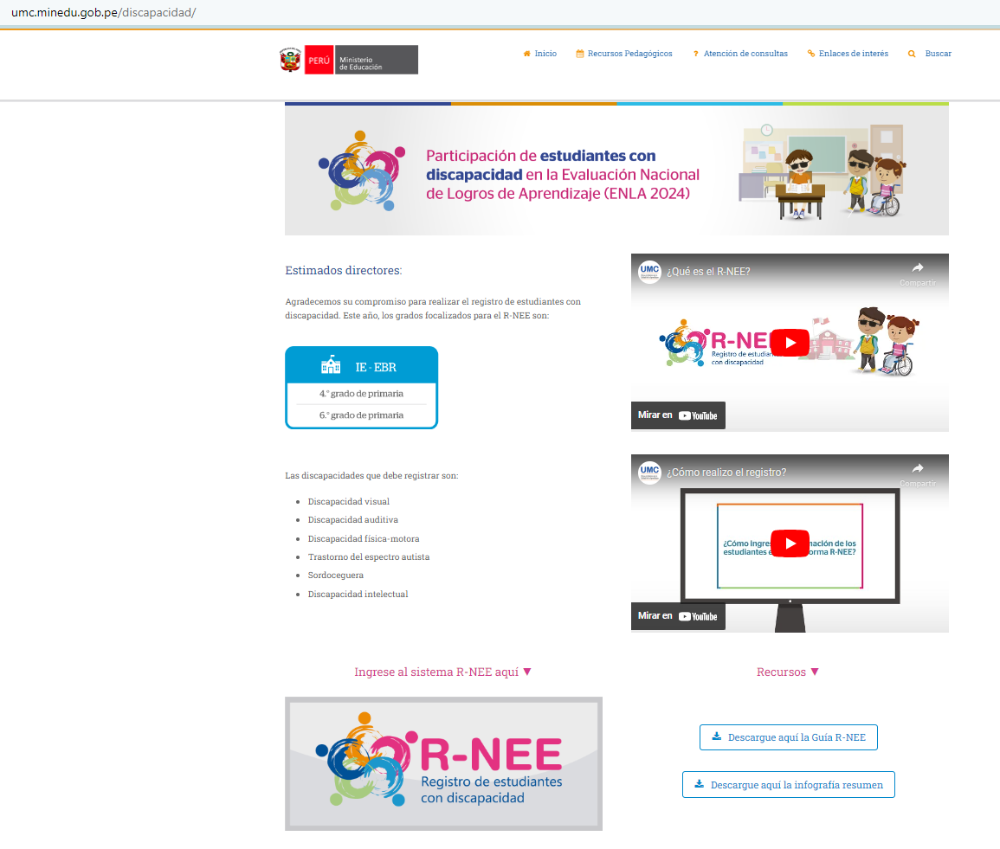 umc.minedu.gob.pe/discapacidad/
PERÚ
Ministerio
de Educación
Inicio
Recursos Pedagógicos
? Atención de consultas
Enlaces de interés
Buscar
Participación de estudiantes con
discapacidad en la Evaluación Nacional
de Logros de Aprendizaje (ENLA 2024)
Estimados directores:
Agradecemos su compromiso para realizar el registro de estudiantes con
discapacidad. Este año, los grados focalizados para el R-NEE son:
IE - EBR
4.° grado de primaria
6.° grado de primaria
Las discapacidades que debe registrar son:
• Discapacidad visual
• Discapacidad auditiva
• Discapacidad física-motora
• Trastorno del espectro autista
• Sordoceguera
• Discapacidad intelectual
UMC
¿Qué es el R-NEE?
Compartir
R-NE
Registro de estudian
con discapacidad
Mirar en YouTube
UMC
¿Cómo realizo el registro?
Compartir
¿Cómo ingre mación de los
estudiantes e orma R-NEE?
Mirar en YouTube
Ingrese al sistema R-NEE aquí ▼
R-NEE
Registro de estudiantes
con discapacidad
Recursos ▼
Descargue aquí la Guía R-NEE
Descargue aquí la infografía resumen